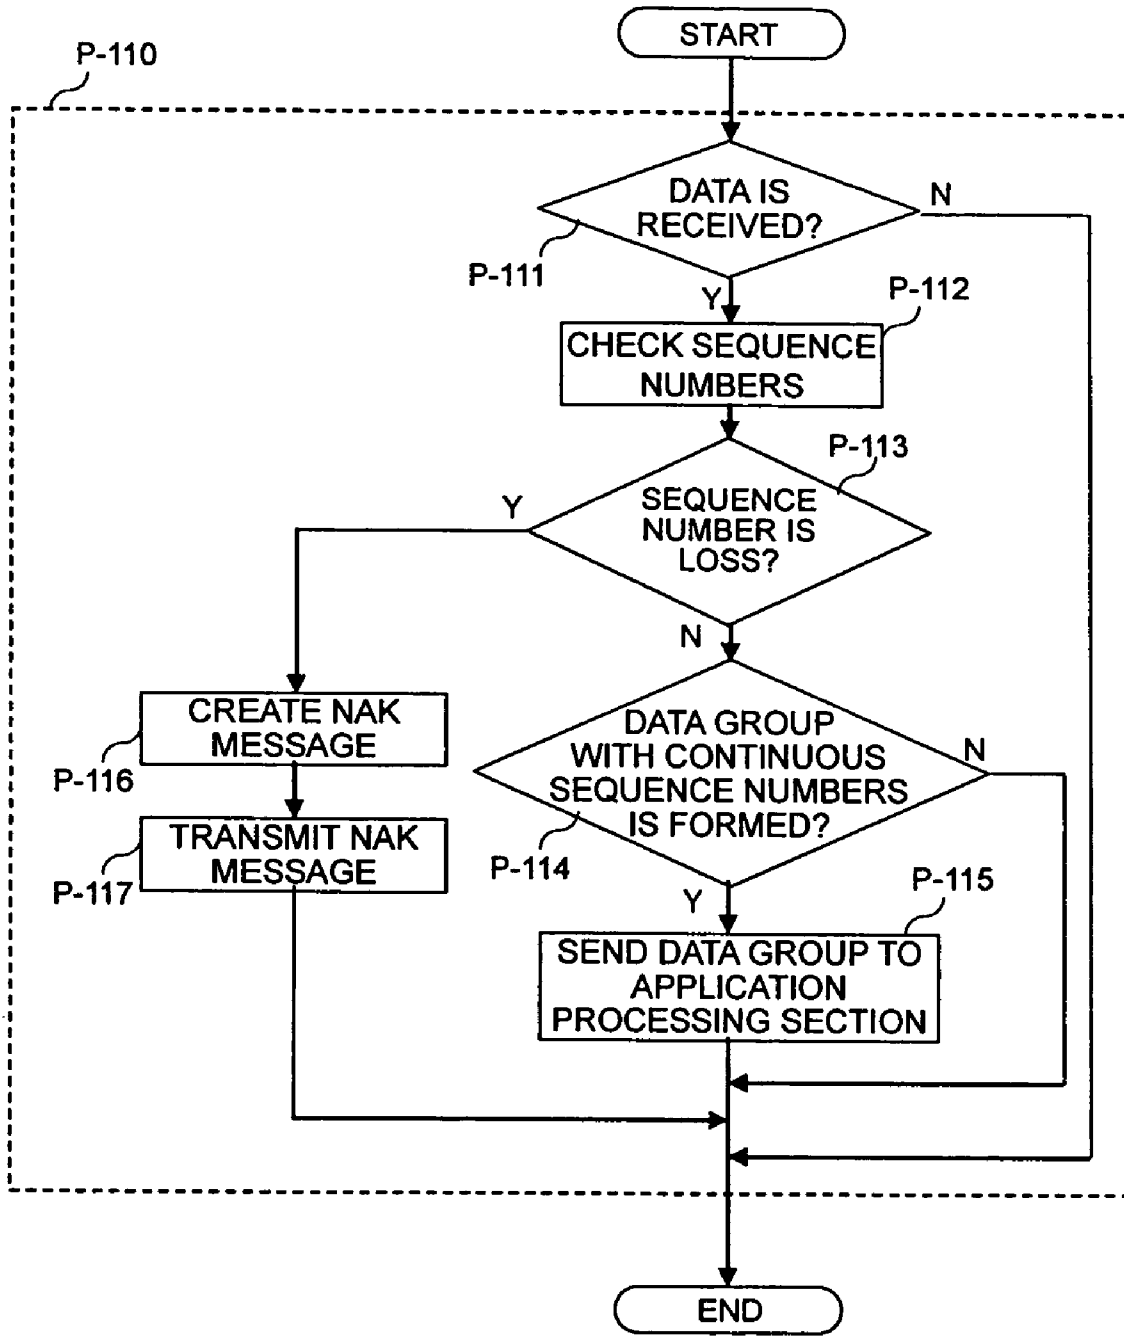 START
P-110
DATA IS
RECEIVED?
N
P-111
Y
P-112
CHECK SEQUENCE
NUMBERS
P-113
SEQUENCE
NUMBER IS
LOSS?
Y
N
CREATE NAK
MESSAGE
P-116
DATA GROUP
WITH CONTINUOUS
SEQUENCE NUMBERS
IS FORMED?
N
P-114
TRANSMIT NAK
MESSAGE
P-117
Y
P-115
SEND DATA GROUP TO
APPLICATION
PROCESSING SECTION
END